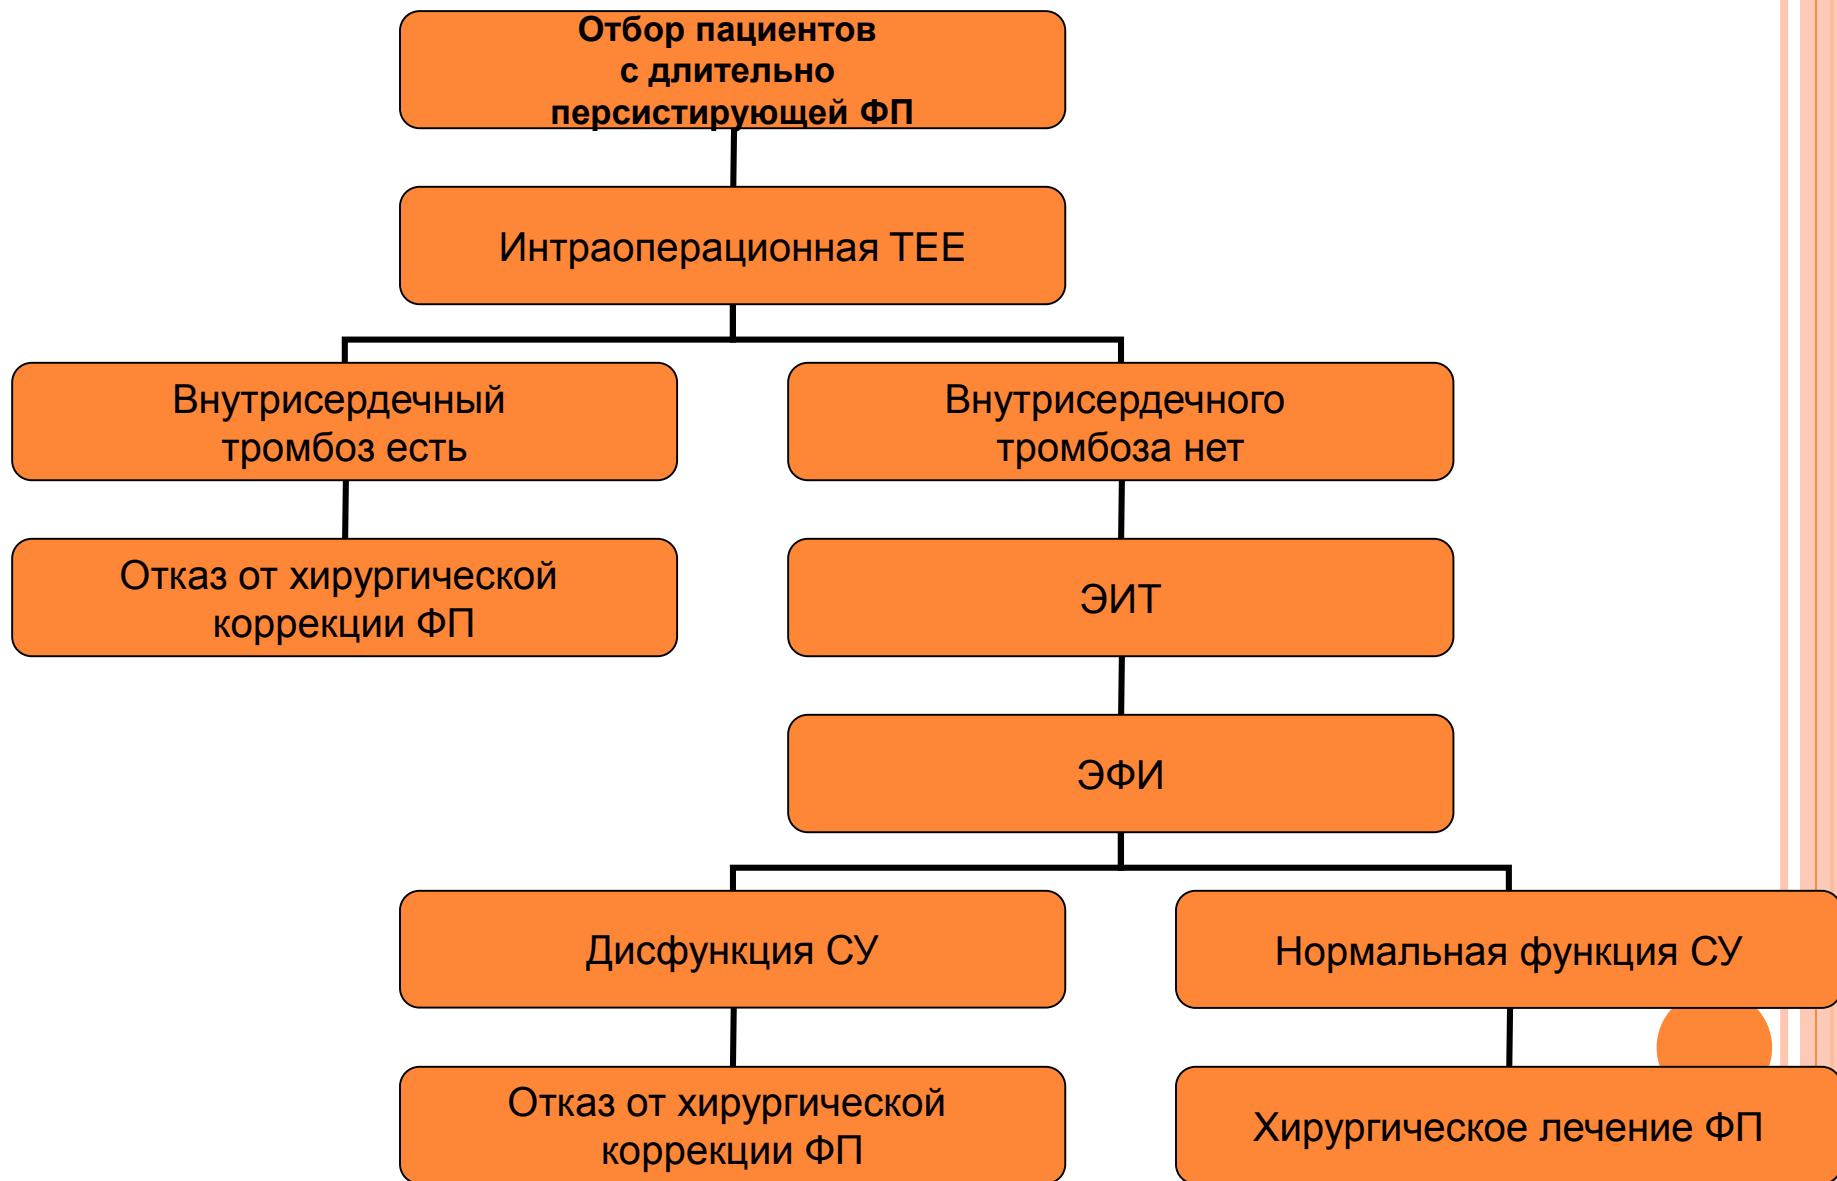 Отбор пациентов
с длительно
персистирующей ФП
Интраоперационная ТЕЕ
Внутрисердечный
тромбоз есть
Внутрисердечного
тромбоза нет
Отказ от хирургической
коррекции ФП
ЭИТ
ЭФИ
Дисфункция СУ
Нормальная функция СУ
Отказ от хирургической
коррекции ФП
Хирургическое лечение ФП